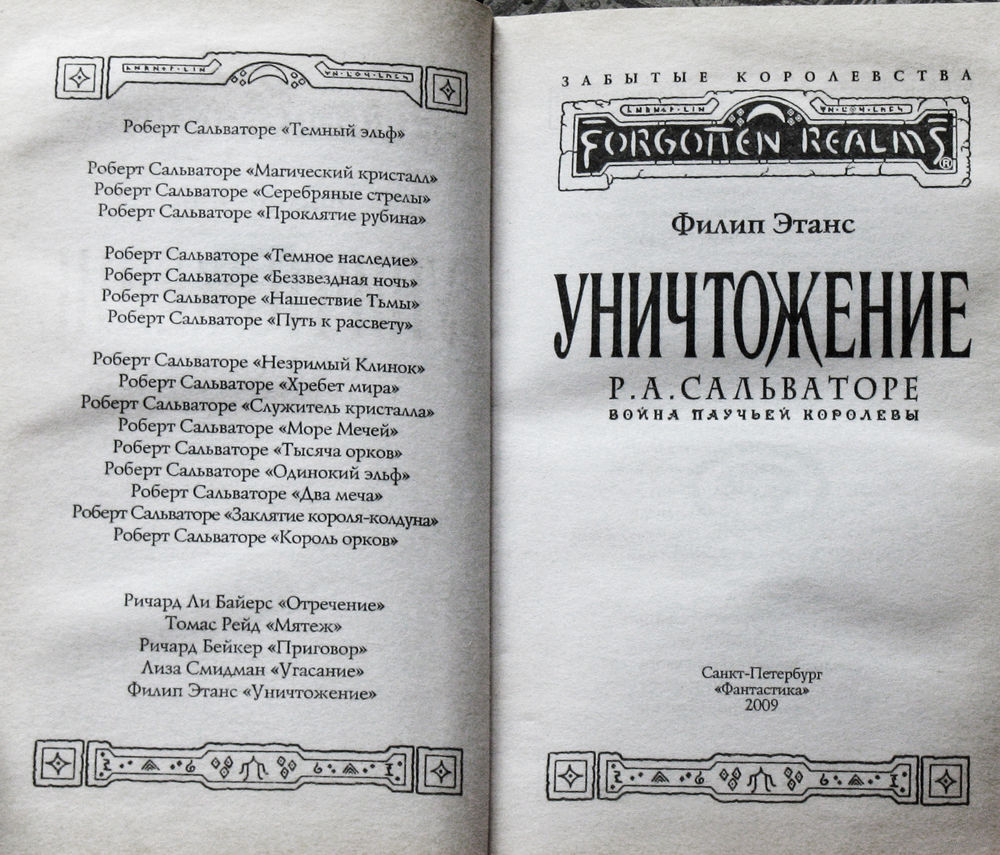 Роберт Сальваторе «Темный эльф»
Роберт Сальваторе «Магический кристалл»
Роберт Сальваторе «Серебряные стрелы»
Роберт Сальваторе «Проклятие рубина»
Роберт Сальваторе «Темное наследие»
Роберт Сальваторе «Беззвездная ночь»
Роберт Сальваторе «Нашествие Тьмы»
Роберт Сальваторе «Путь к рассвету»
Роберт Сальваторе «Незримый Клинок»
Роберт Сальваторе «Хребет мира»
Роберт Сальваторе «Служитель кристалла»
Роберт Сальваторе «Море Мечей»
Роберт Сальваторе «Тысяча орков»
Роберт Сальваторе «Одинокий эльф»
Роберт Сальваторе «Два меча»
Роберт Сальваторе «Заклятие короля-колдуна»
Роберт Сальваторе «Король орков»
Ричард Ли Байерс «Отречение»
Томас Рейд «Мятеж»
Ричард Бейкер «Приговор»
Лиза Смидман «Угасание»
Филип Этанс «Уничтожение»
ЗАБЫТЫЕ КОРОЛЕВСТВА
FORGOTTEN REALMS®
Филип Этанс
УНИЧТОЖЕНИЕ
Р.А.САЛЬВАТОРЕ
ВОЙНА ПАУЧЬЕЙ КОРОЛЕВЫ
Санкт-Петербург
«Фантастика»
2009